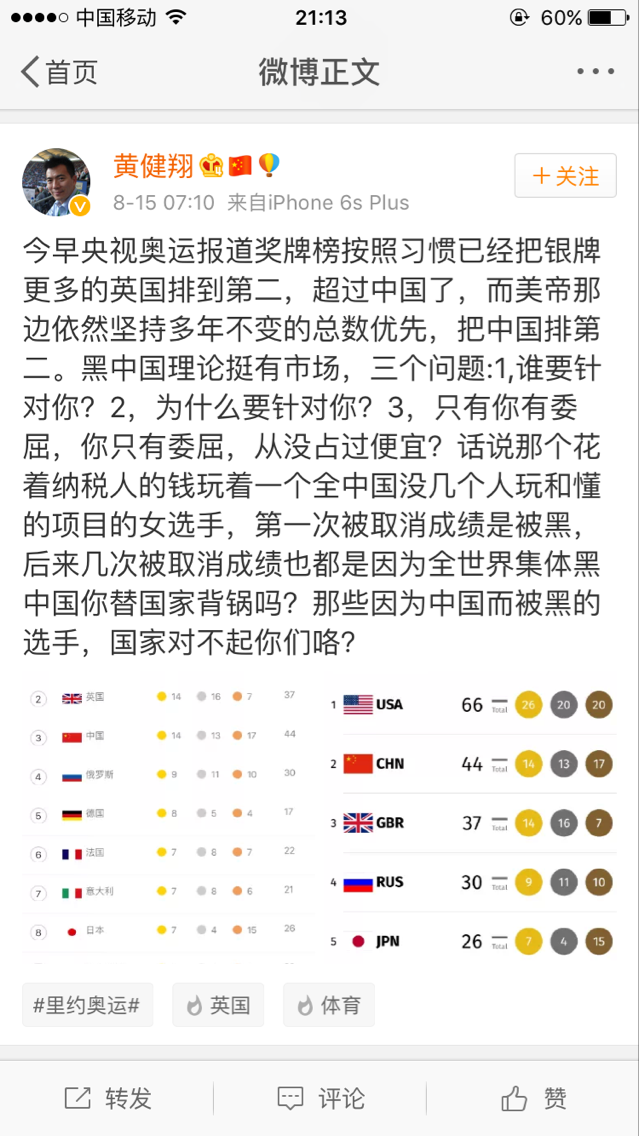 中国移动
21:13
60%
首页
微博正文
黄健翔
+关注
8-15 07:10 来自iPhone 6s Plus
今早央视奥运报道奖牌榜按照习惯已经把银牌
更多的英国排到第二，超过中国了，而美帝那
边依然坚持多年不变的总数优先，把中国排第
二。黑中国理论挺有市场，三个问题:1,谁要针
对你？2，为什么要针对你？3，只有你有委
屈，你只有委屈，从没占过便宜？话说那个花
着纳税人的钱玩着一个全中国没几个人玩和懂
的项目的女选手，第一次被取消成绩是被黑，
后来几次被取消成绩也都是因为全世界集体黑
中国你替国家背锅吗？那些因为中国而被黑的
选手，国家对不起你们咯？
2 英国 14 16 7 37
3 中国 14 13 17 44
4 俄罗斯 9 11 10 30
5 德国 8 5 4 17
6 法国 7 8 7 22
7 意大利 7 8 6 21
8 日本 7 4 15 26
1 USA 66 Total 26 20 20
2 CHN 44 Total 14 13 17
3 GBR 37 Total 14 16 7
4 RUS 30 Total 9 11 10
5 JPN 26 Total 7 4 15
#里约奥运#
英国
体育
转发
评论
赞